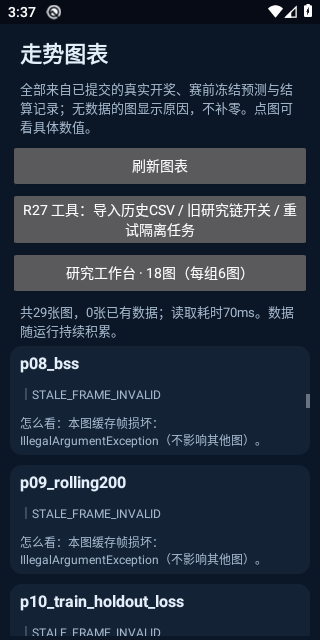 3:37
走势图表
全部来自已提交的真实开奖、赛前冻结预测与结
算记录；无数据的图显示原因，不补零。点图可
看具体数值。
刷新图表
R27 工具：导入历史CSV / 旧研究链开关 / 重
试隔离任务
研究工作台 · 18图（每组6图）
共29张图，0张已有数据；读取耗时70ms。数据
随运行持续积累。
p08_bss
｜STALE_FRAME_INVALID
怎么看：本图缓存帧损坏：
IllegalArgumentException（不影响其他图）。
p09_rolling200
｜STALE_FRAME_INVALID
怎么看：本图缓存帧损坏：
IllegalArgumentException（不影响其他图）。
p10_train_holdout_loss
｜STALE_FRAME_INVALID